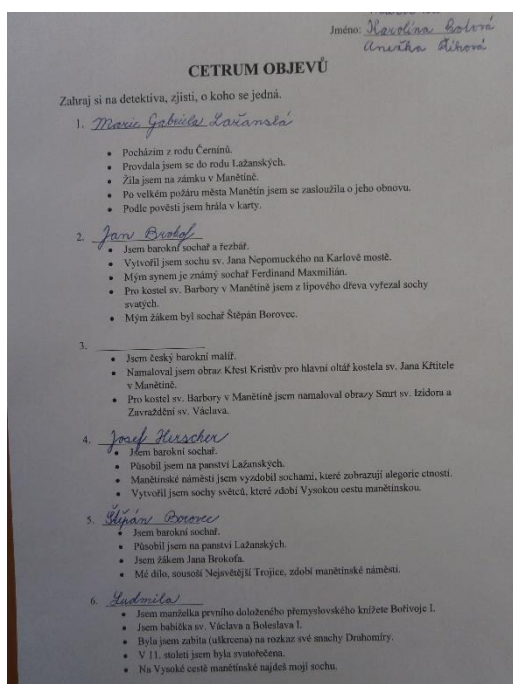 Jméno: Karolína Bolová
Anežka Říhová
CETRUM OBJEVŮ
Zahraj si na detektiva, zjisti, o koho se jedná.
1. Marie Gabriela Lažanská
• Pocházím z rodu Černínů.
• Provdala jsem se do rodu Lažanských.
• Žila jsem na zámku v Manětíně.
• Po velkém požáru města Manětín jsem se zasloužila o jeho obnovu.
• Podle pověsti jsem hrála v karty.
2. Jan Brokof
• Jsem barokní sochař a řezbář.
• Vytvořil jsem sochu sv. Jana Nepomuckého na Karlově mostě.
• Mým synem je známý sochař Ferdinand Maxmilián.
• Pro kostel sv. Barbory v Manětíně jsem z lipového dřeva vyřezal sochy
svatých.
• Mým žákem byl sochař Štěpán Borovec.
3.
• Jsem český barokní malíř.
• Namaloval jsem obraz Křest Kristův pro hlavní oltář kostela sv. Jana Křtitele
v Manětíně.
• Pro kostel sv. Barbory v Manětíně jsem namaloval obrazy Smrt sv. Izidora a
Zavraždění sv. Václava.
4. Josef Herscher
• Jsem barokní sochař.
• Působil jsem na panství Lažanských.
• Manětínské náměstí jsem vyzdobil sochami, které zobrazují alegorie ctností.
• Vytvořil jsem sochy světců, které zdobí Vysokou cestu manětínskou.
5. Štěpán Borovec
• Jsem barokní sochař.
• Působil jsem na panství Lažanských.
• Jsem žákem Jana Brokofa.
• Mé dílo, sousoší Nejsvětější Trojice, zdobí manětínské náměstí.
6. Ludmila
• Jsem manželka prvního doloženého přemyslovského knížete Bořivoje I.
• Jsem babička sv. Václava a Boleslava I.
• Byla jsem zabita (uškrcena) na rozkaz své snachy Drahomíry.
• V 11. století jsem byla svatořečena.
• Na Vysoké cestě manětínské najdeš moji sochu.